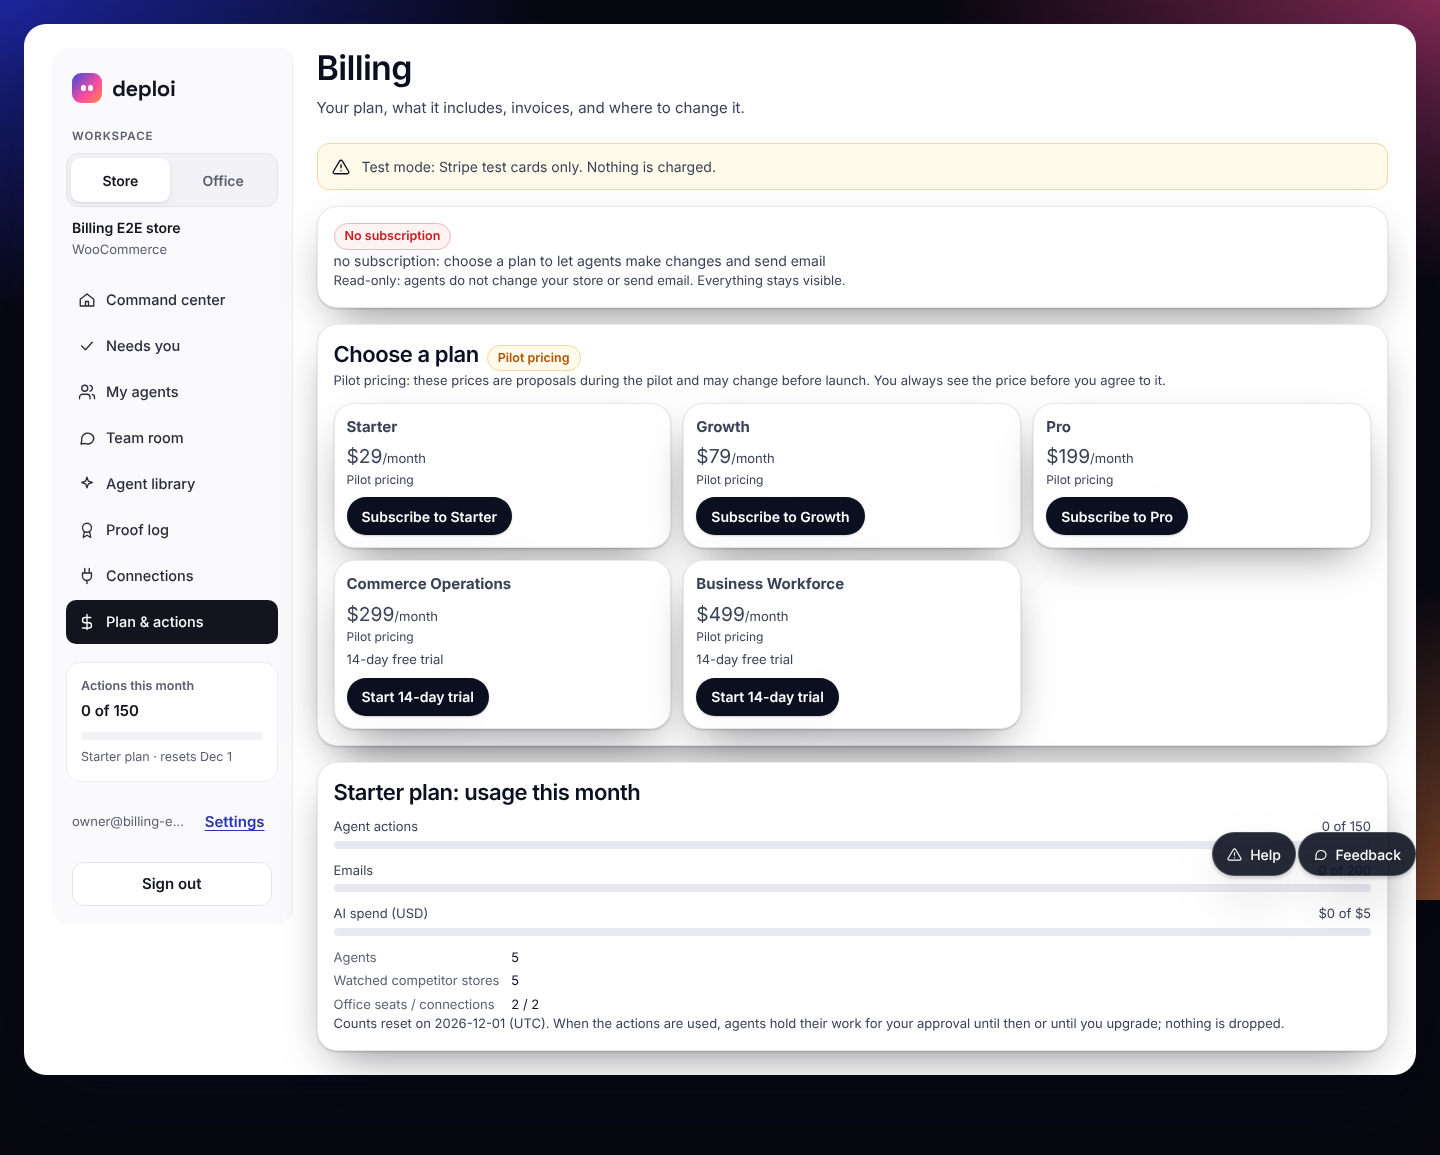 deploi
WORKSPACE
Store
Office
Billing E2E store
WooCommerce
Command center
Needs you
My agents
Team room
Agent library
Proof log
Connections
Plan & actions
Actions this month
0 of 150
Starter plan · resets Dec 1
owner@billing-e...
Settings
Sign out
Billing
Your plan, what it includes, invoices, and where to change it.
Test mode: Stripe test cards only. Nothing is charged.
No subscription
no subscription: choose a plan to let agents make changes and send email
Read-only: agents do not change your store or send email. Everything stays visible.
Choose a plan
Pilot pricing
Pilot pricing: these prices are proposals during the pilot and may change before launch. You always see the price before you agree to it.
Starter
$29/month
Pilot pricing
Subscribe to Starter
Growth
$79/month
Pilot pricing
Subscribe to Growth
Pro
$199/month
Pilot pricing
Subscribe to Pro
Commerce Operations
$299/month
Pilot pricing
14-day free trial
Start 14-day trial
Business Workforce
$499/month
Pilot pricing
14-day free trial
Start 14-day trial
Starter plan: usage this month
Agent actions
0 of 150
Help
Feedback
Emails
0 of 200
AI spend (USD)
$0 of $5
Agents 5
Watched competitor stores 5
Office seats / connections 2 / 2
Counts reset on 2026-12-01 (UTC). When the actions are used, agents hold their work for your approval until then or until you upgrade; nothing is dropped.